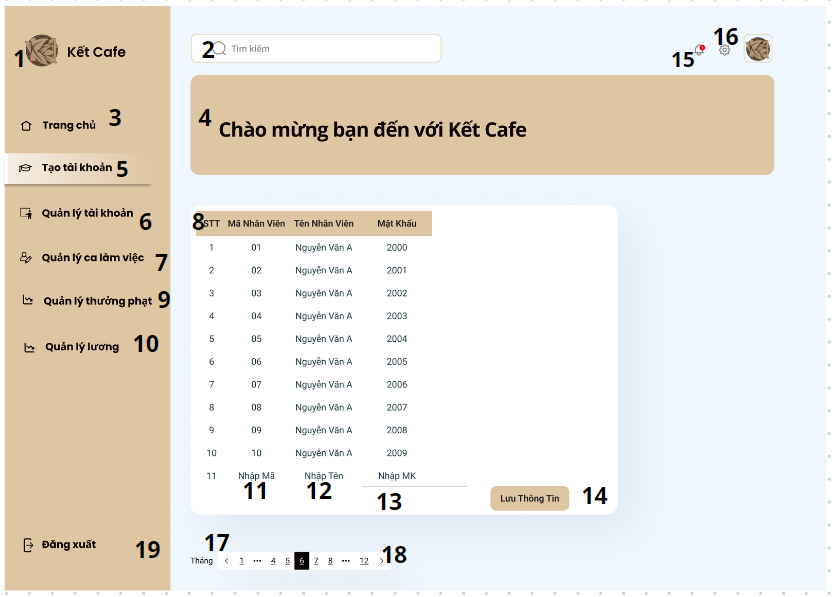 1 Kết Cafe
2 Tìm kiếm
15 16
4 Chào mừng bạn đến với Kết Cafe
Trang chủ 3
Tạo tài khoản 5
Quản lý tài khoản 6
Quản lý ca làm việc 7
Quản lý thưởng phạt 9
Quản lý lương 10
Đăng xuất 19
8 STT Mã Nhân Viên Tên Nhân Viên Mật Khẩu
1 01 Nguyễn Văn A 2000
2 02 Nguyễn Văn A 2001
3 03 Nguyễn Văn A 2002
4 04 Nguyễn Văn A 2003
5 05 Nguyễn Văn A 2004
6 06 Nguyễn Văn A 2005
7 07 Nguyễn Văn A 2006
8 08 Nguyễn Văn A 2007
9 09 Nguyễn Văn A 2008
10 10 Nguyễn Văn A 2009
11 Nhập Mã Nhập Tên Nhập MK
11 12 13
Lưu Thông Tin 14
17
Tháng < 1 ••• 4 5 6 7 8 ••• 12 > 18